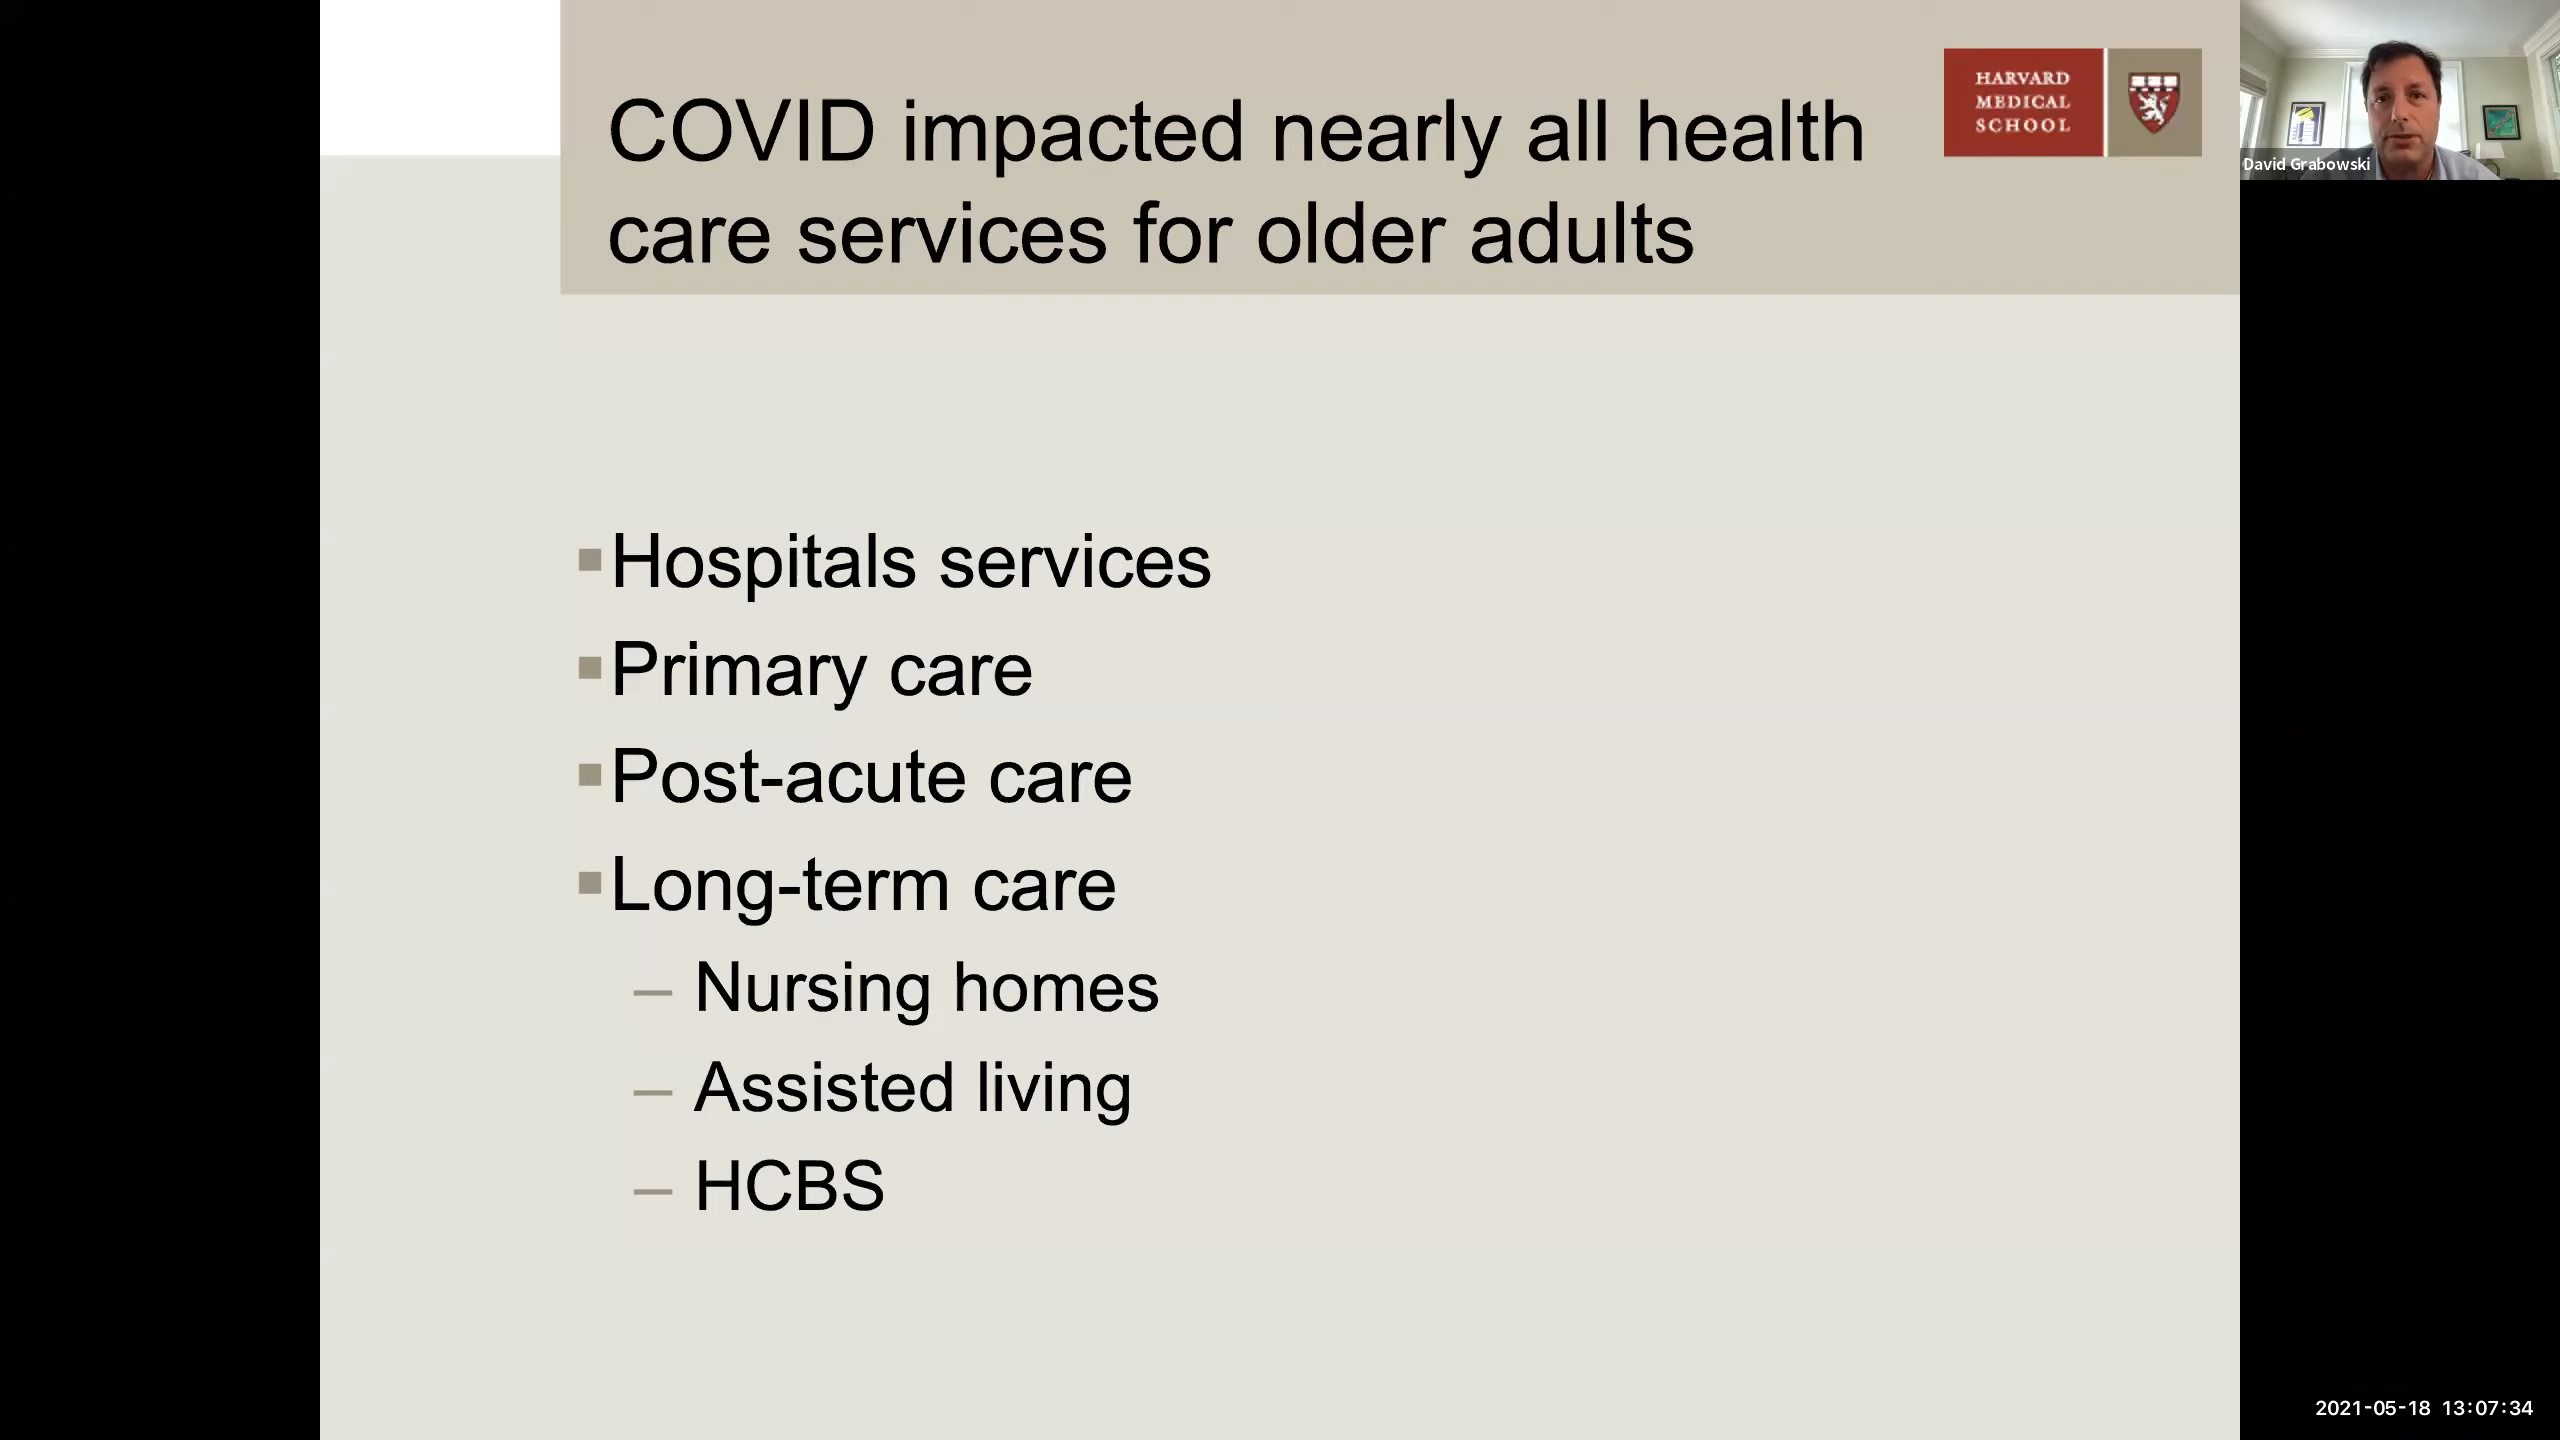 COVID impacted nearly all health
care services for older adults
HARVARD
MEDICAL
SCHOOL
David Grabowski
Hospitals services
Primary care
Post-acute care
Long-term care
– Nursing homes
– Assisted living
– HCBS
2021-05-18 13:07:34